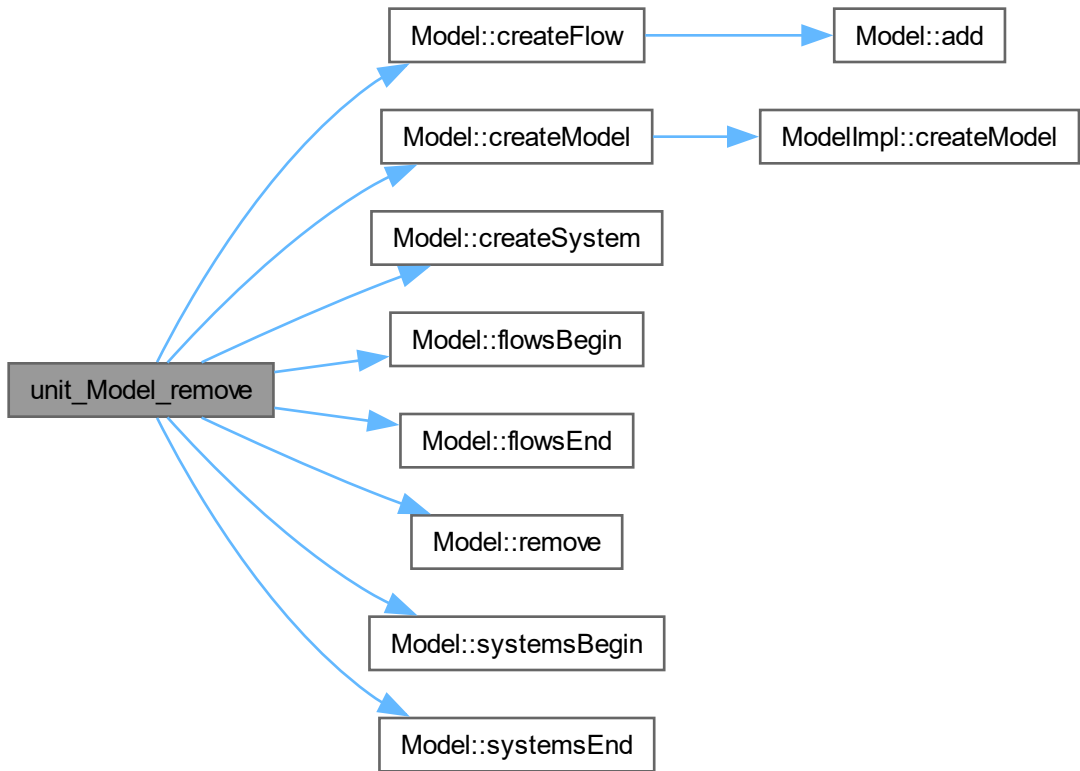 Model::createFlow
Model::add
Model::createModel
ModelImpl::createModel
Model::createSystem
Model::flowsBegin
unit_Model_remove
Model::flowsEnd
Model::remove
Model::systemsBegin
Model::systemsEnd